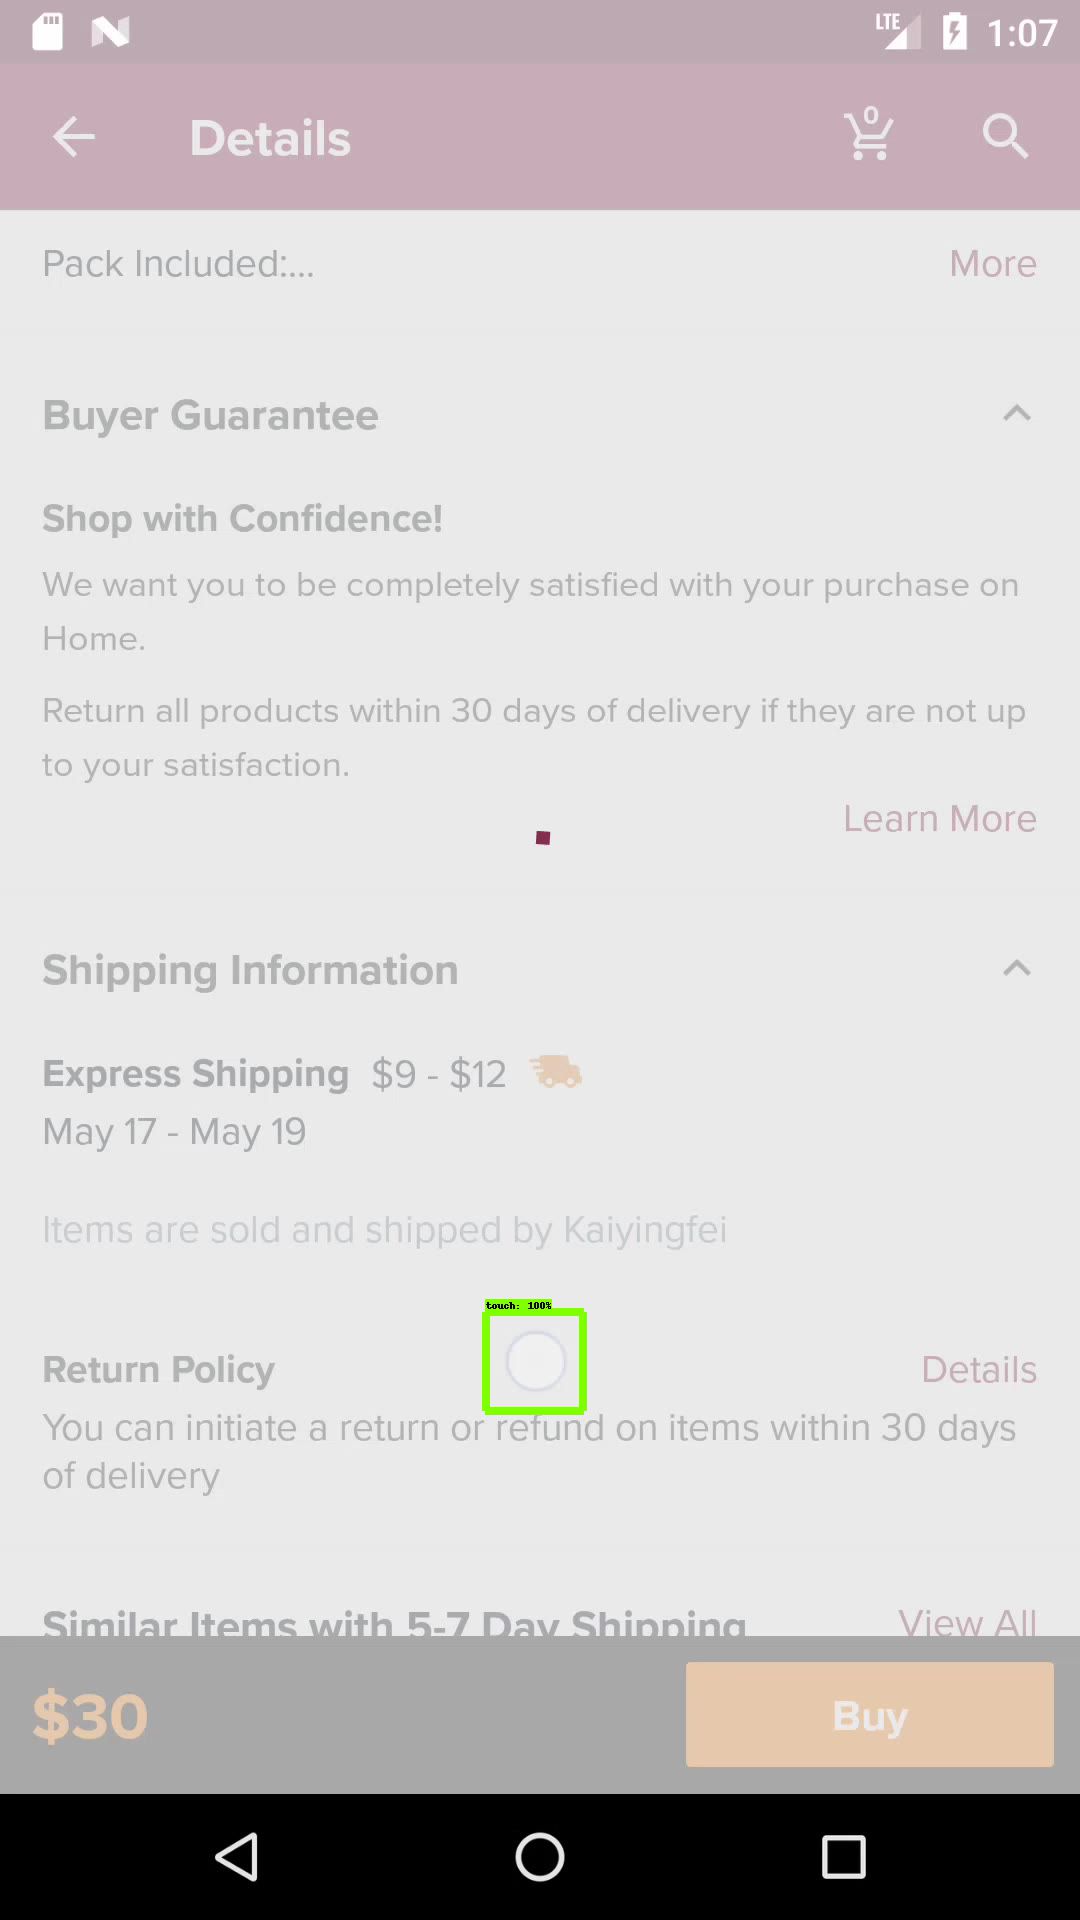 LTE 1:07
Details 0
Pack Included:... More
Buyer Guarantee
Shop with Confidence!
We want you to be completely satisfied with your purchase on
Home.
Return all products within 30 days of delivery if they are not up
to your satisfaction.
Learn More
Shipping Information
Express Shipping $9 - $12
May 17 - May 19
Items are sold and shipped by Kaiyingfei
touch: 100%
Return Policy Details
You can initiate a return or refund on items within 30 days
of delivery
Similar Items with 5-7 Day Shipping View All
$30 Buy